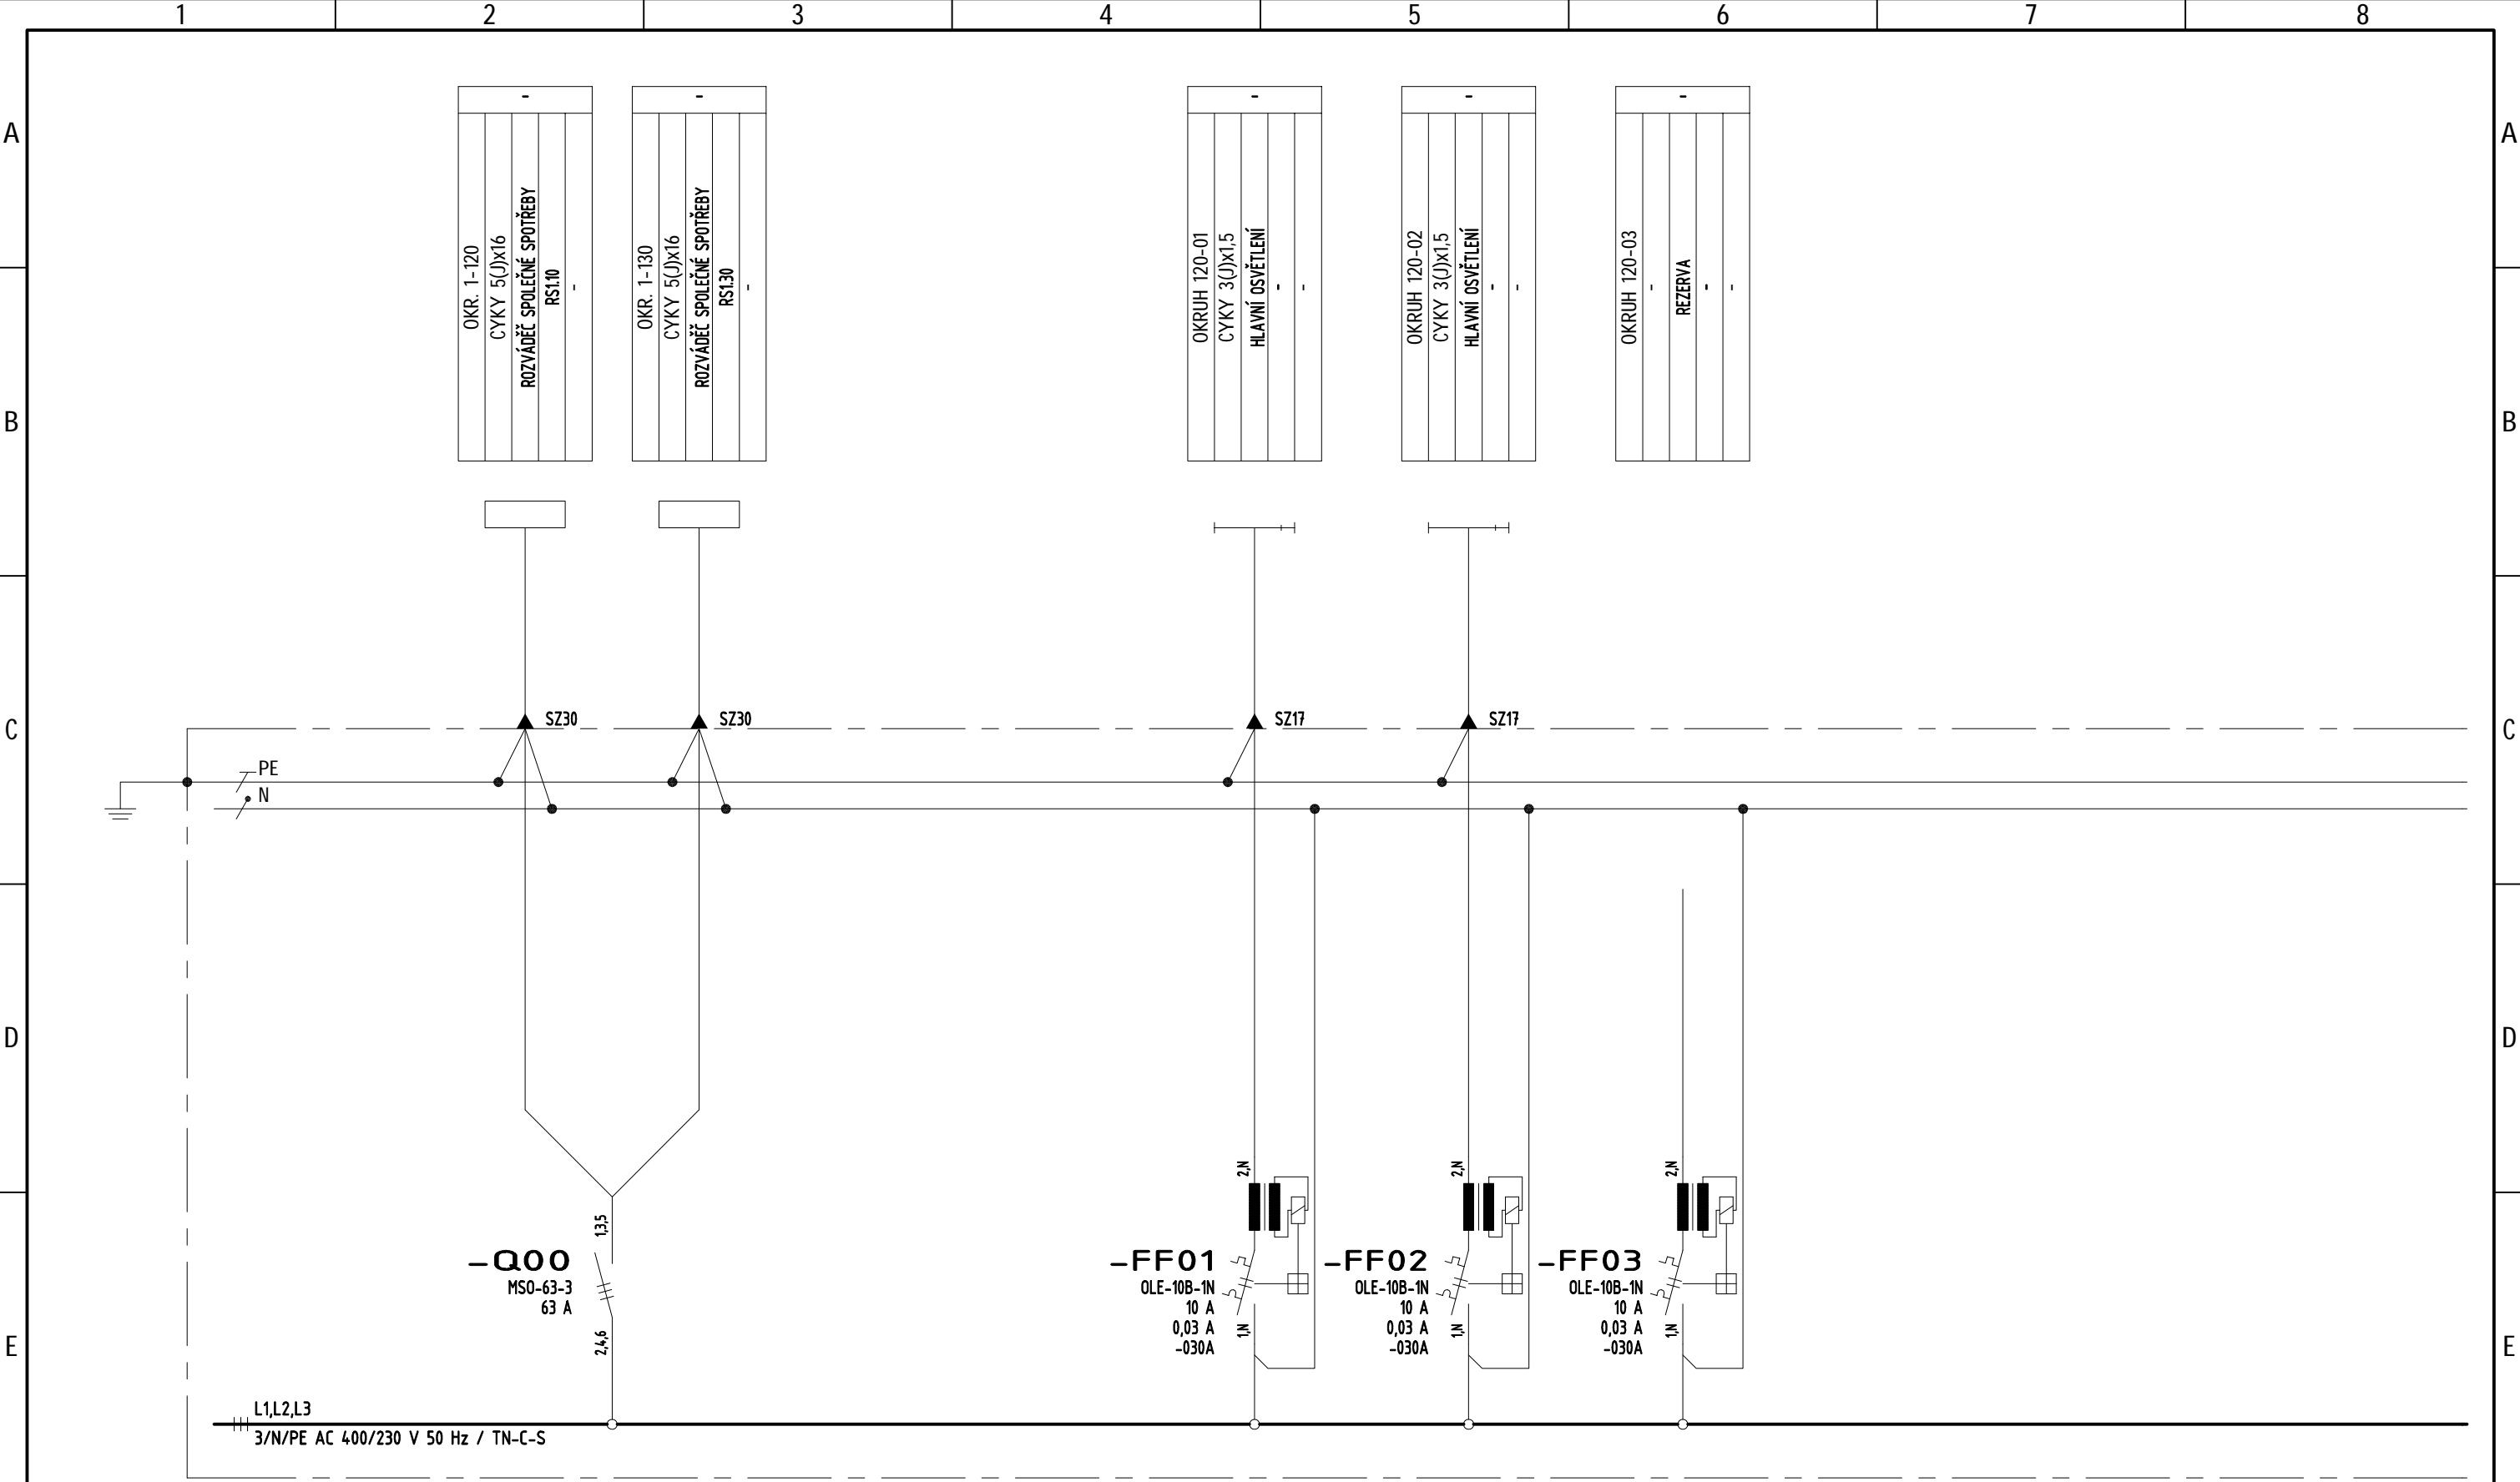 1 2 3 4 5 6 7 8
A A
B B
C C
D D
E E
-
OKR. 1-120
CYKY 5(J)x16
ROZVÁDĚČ SPOLEČNÉ SPOTŘEBY
RS1.10
-
-
OKR. 1-130
CYKY 5(J)x16
ROZVÁDĚČ SPOLEČNÉ SPOTŘEBY
RS1.30
-
-
OKRUH 120-01
CYKY 3(J)x1,5
HLAVNÍ OSVĚTLENÍ
-
-
-
OKRUH 120-02
CYKY 3(J)x1,5
HLAVNÍ OSVĚTLENÍ
-
-
-
OKRUH 120-03
-
REZERVA
-
-
SZ30
SZ30
SZ17
SZ17
PE
N
1,3,5
-Q00
MSO-63-3
63 A
2,4,6
2,N
-FF01
OLE-10B-1N
10 A
0,03 A
-030A
1,N
2,N
-FF02
OLE-10B-1N
10 A
0,03 A
-030A
1,N
2,N
-FF03
OLE-10B-1N
10 A
0,03 A
-030A
1,N
L1,L2,L3
3/N/PE AC 400/230 V 50 Hz / TN-C-S